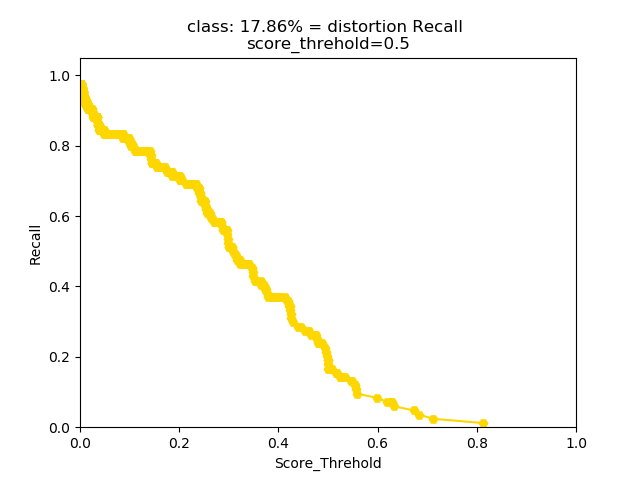 class: 17.86% = distortion Recall
score_threhold=0.5
1.0
0.8
0.6
0.4
0.2
0.0
Recall
0.0 0.2 0.4 0.6 0.8 1.0
Score_Threhold